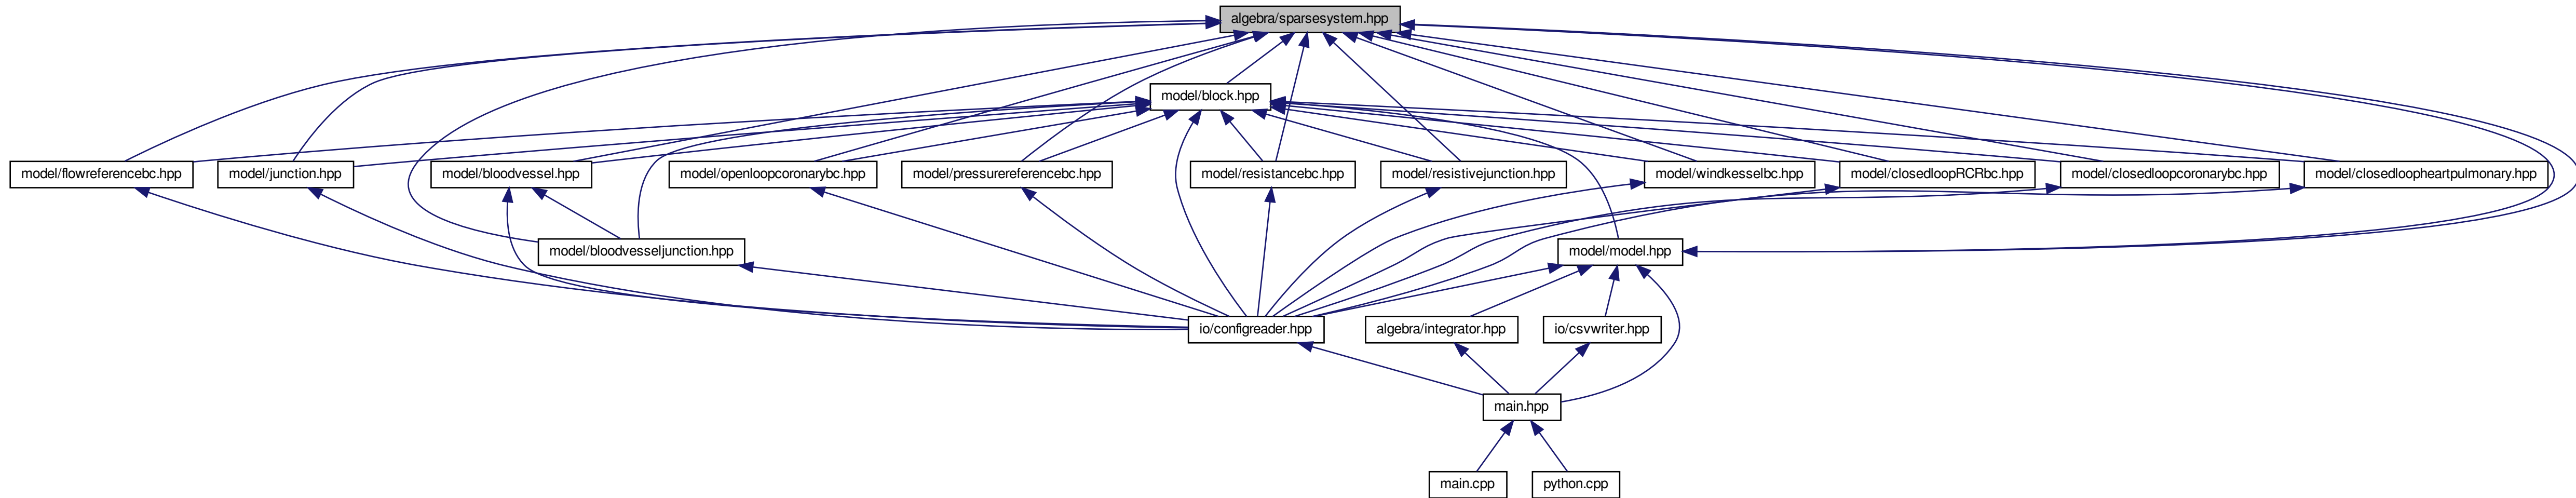 algebra/sparsesystem.hpp
model/block.hpp
model/flowreferencebc.hpp
model/junction.hpp
model/bloodvessel.hpp
model/openloopcoronarybc.hpp
model/pressurereferencebc.hpp
model/resistancebc.hpp
model/resistivejunction.hpp
model/windkesselbc.hpp
model/closedloopRCRbc.hpp
model/closedloopcoronarybc.hpp
model/closedloopheartpulmonary.hpp
model/bloodvesseljunction.hpp
model/model.hpp
io/configreader.hpp
algebra/integrator.hpp
io/csvwriter.hpp
main.hpp
main.cpp
python.cpp